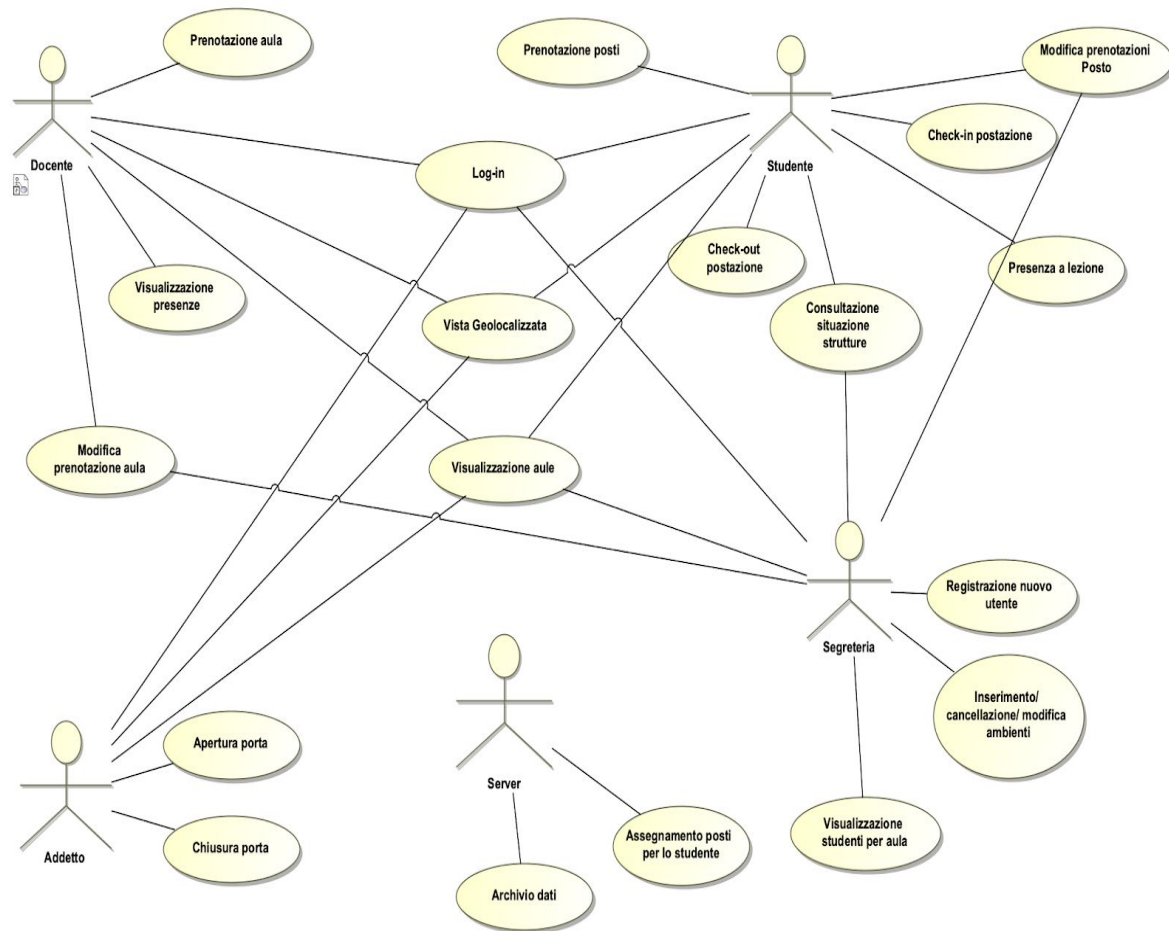 Prenotazione aula
Prenotazione posti
Modifica prenotazioni
Posto
Check-in postazione
Docente
Log-in
Studente
Check-out
postazione
Presenza a lezione
Visualizzazione
presenze
Vista Geolocalizzata
Consultazione
situazione
strutture
Modifica
prenotazione aula
Visualizzazione aule
Registrazione nuovo
utente
Segreteria
Inserimento/
cancellazione/ modifica
ambienti
Apertura porta
Server
Addetto
Chiusura porta
Assegnamento posti
per lo studente
Visualizzazione
studenti per aula
Archivio dati